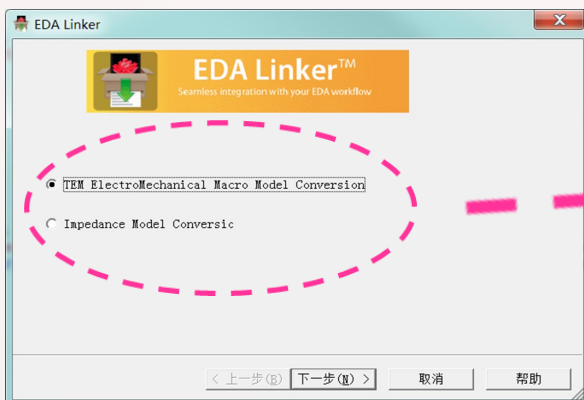 EDA Linker
EDA Linker™
Seamless integration with your EDA workflow
TEM ElectroMechanical Macro Model Conversion
Impedance Model Conversic
< 上一步(B)
下一步(N) >
取消
帮助